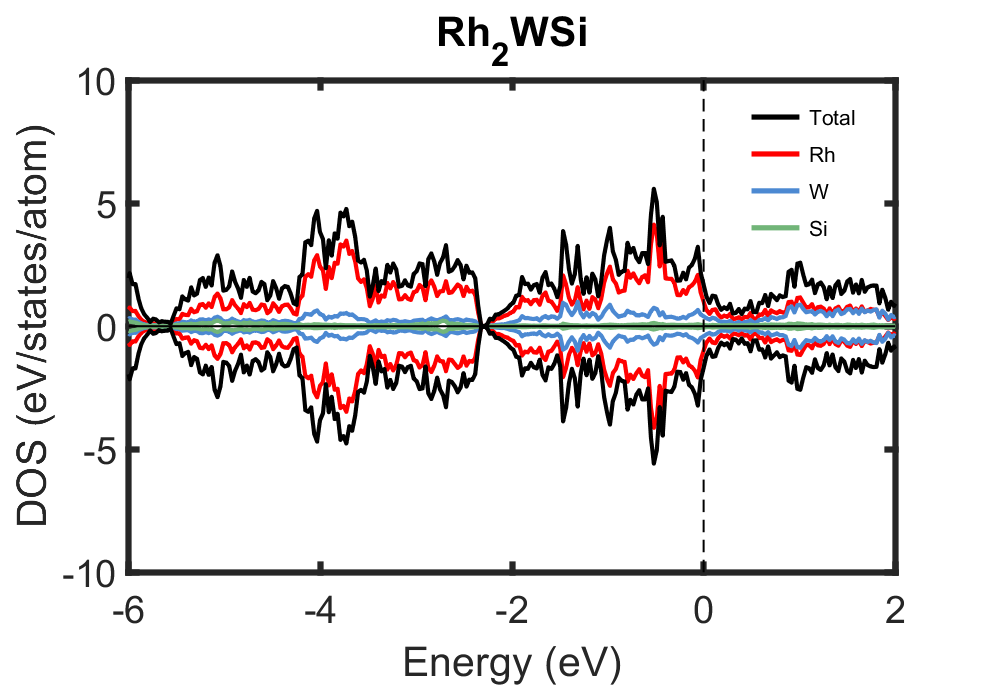 Rh2WSi
10
5
0
-5
-10
DOS (eV/states/atom)
Total
Rh
W
Si
-6 -4 -2 0 2
Energy (eV)